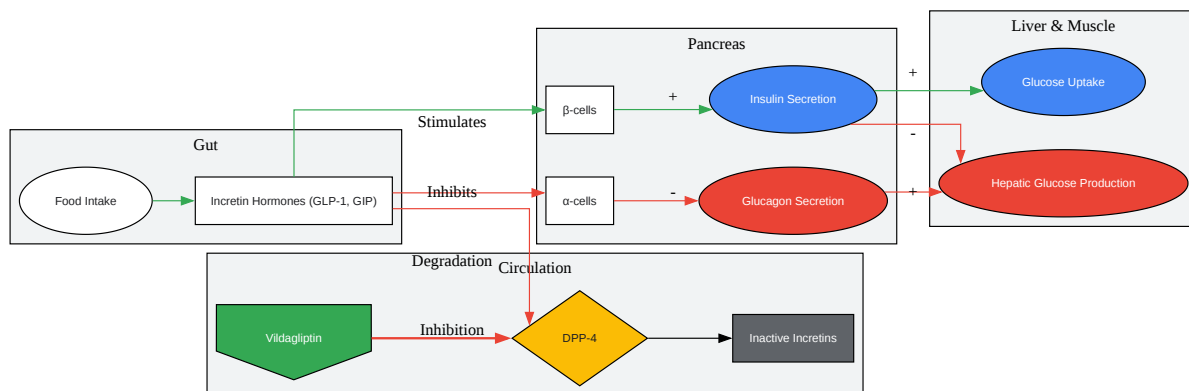 Liver & Muscle
Pancreas
+
Glucose Uptake
β-cells
+
Insulin Secretion
Stimulates
-
Gut
Food Intake
Incretin Hormones (GLP-1, GIP)
Inhibits
α-cells
-
Glucagon Secretion
+
Hepatic Glucose Production
Degradation
Circulation
Vildagliptin
Inhibition
DPP-4
Inactive Incretins